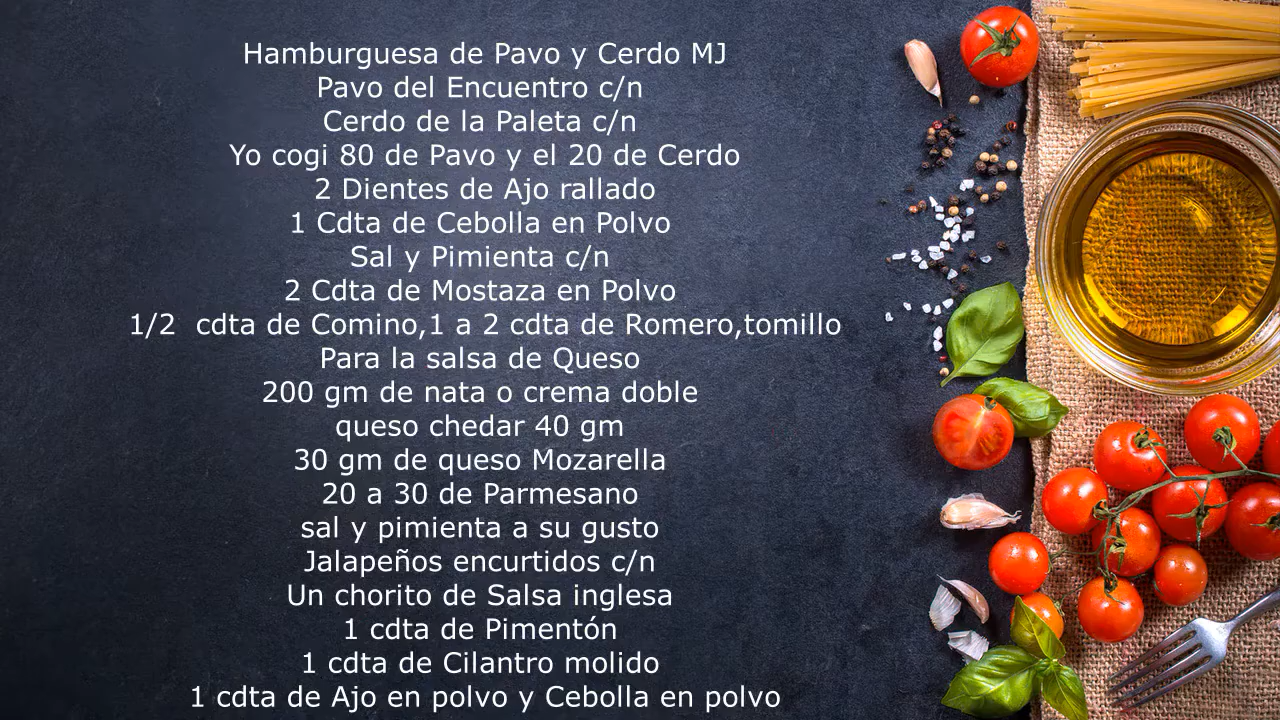 Hamburguesa de Pavo y Cerdo MJ
Pavo del Encuentro c/n
Cerdo de la Paleta c/n
Yo cogi 80 de Pavo y el 20 de Cerdo
2 Dientes de Ajo rallado
1 Cdta de Cebolla en Polvo
Sal y Pimienta c/n
2 Cdta de Mostaza en Polvo
1/2  cdta de Comino,1 a 2 cdta de Romero,tomillo
Para la salsa de Queso
200 gm de nata o crema doble
queso chedar 40 gm
30 gm de queso Mozarella
20 a 30 de Parmesano
sal y pimienta a su gusto
Jalapeños encurtidos c/n
Un chorito de Salsa inglesa
1 cdta de Pimentón
1 cdta de Cilantro molido
1 cdta de Ajo en polvo y Cebolla en polvo